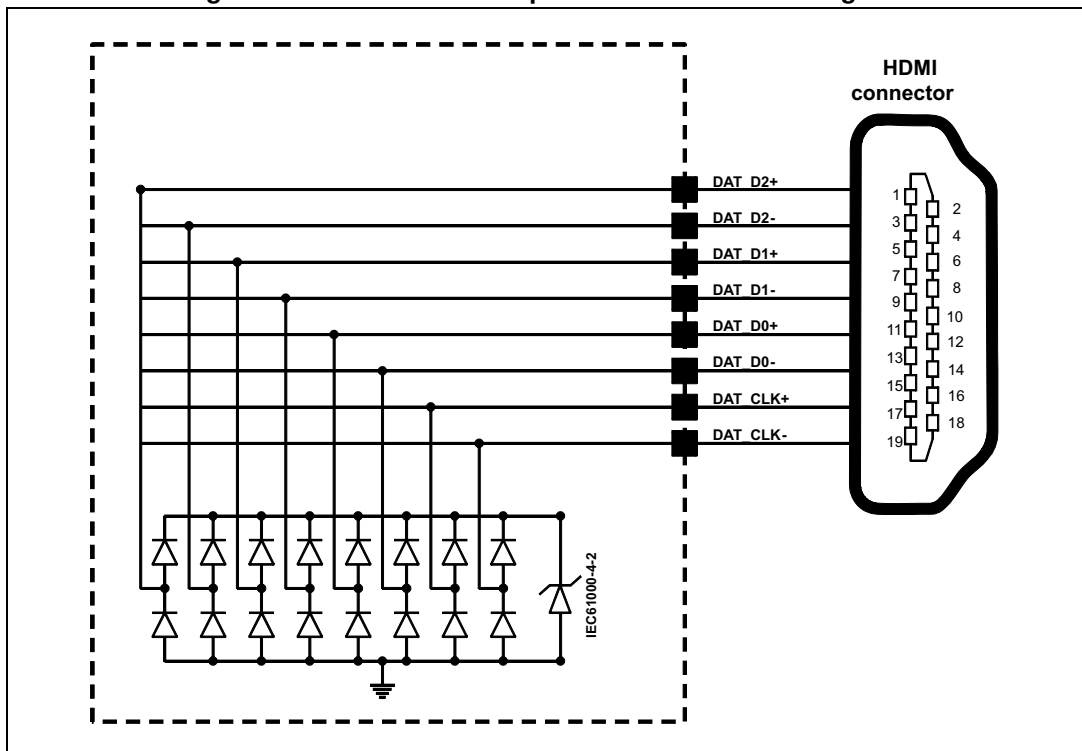 HDMI
connector
DAT_D2+
DAT_D2-
DAT_D1+
DAT_D1-
DAT_D0+
DAT_D0-
DAT_CLK+
DAT_CLK-
1
2
3
4
5
6
7
8
9
10
11
12
13
14
15
16
17
18
19
IEC61000-4-2